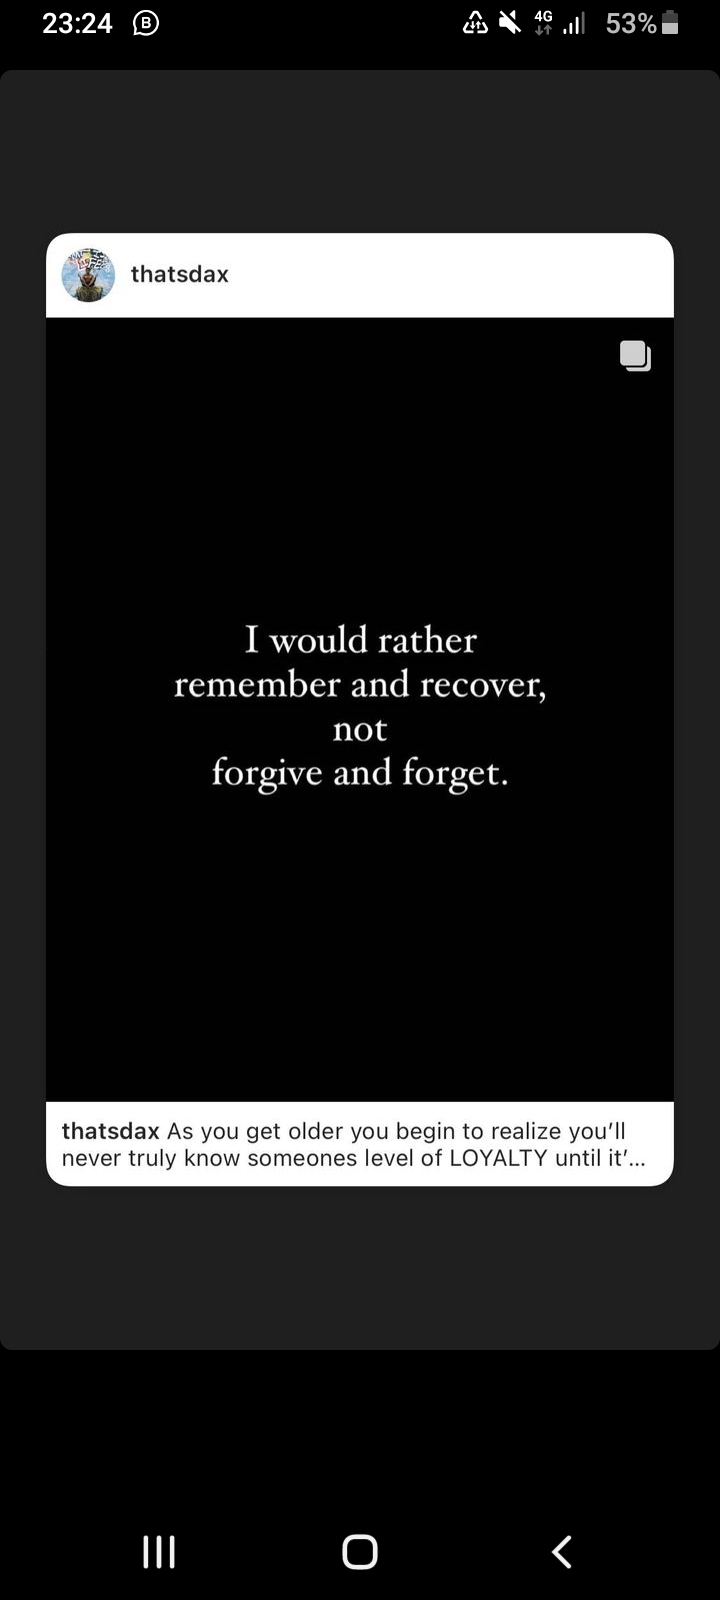 23:24
4G
53%
thatsdax
I would rather
remember and recover,
not
forgive and forget.
thatsdax As you get older you begin to realize you’ll
never truly know someones level of LOYALTY until it’...